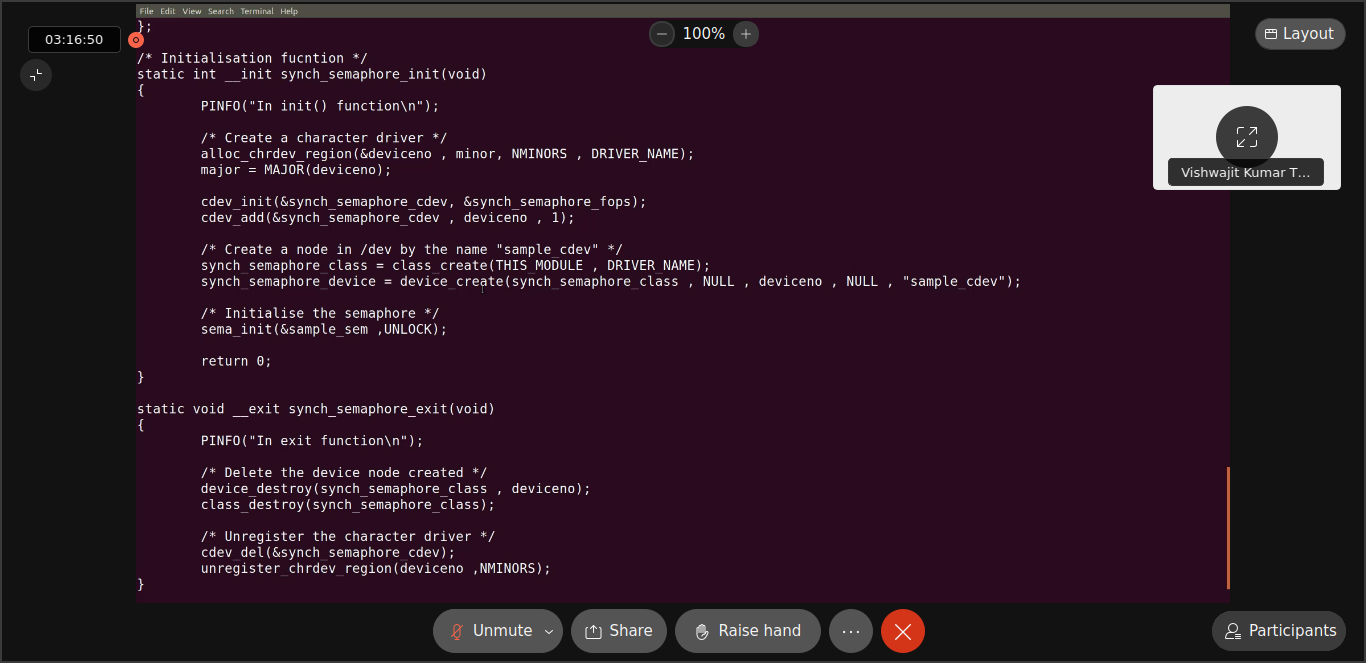 File Edit View Search Terminal Help
};
03:16:50
100%
Layout
/* Initialisation fucntion */
static int __init synch_semaphore_init(void)
{
        PINFO("In init() function\n");
        /* Create a character driver */
        alloc_chrdev_region(&deviceno , minor, NMINORS , DRIVER_NAME);
        major = MAJOR(deviceno);
Vishwajit Kumar T...
        cdev_init(&synch_semaphore_cdev, &synch_semaphore_fops);
        cdev_add(&synch_semaphore_cdev , deviceno , 1);
        /* Create a node in /dev by the name "sample_cdev" */
        synch_semaphore_class = class_create(THIS_MODULE , DRIVER_NAME);
        synch_semaphore_device = device_create(synch_semaphore_class , NULL , deviceno , NULL , "sample_cdev");
        /* Initialise the semaphore */
        sema_init(&sample_sem ,UNLOCK);
        return 0;
}
static void __exit synch_semaphore_exit(void)
{
        PINFO("In exit function\n");
        /* Delete the device node created */
        device_destroy(synch_semaphore_class , deviceno);
        class_destroy(synch_semaphore_class);
        /* Unregister the character driver */
        cdev_del(&synch_semaphore_cdev);
        unregister_chrdev_region(deviceno ,NMINORS);
}
Unmute
Share
Raise hand
Participants